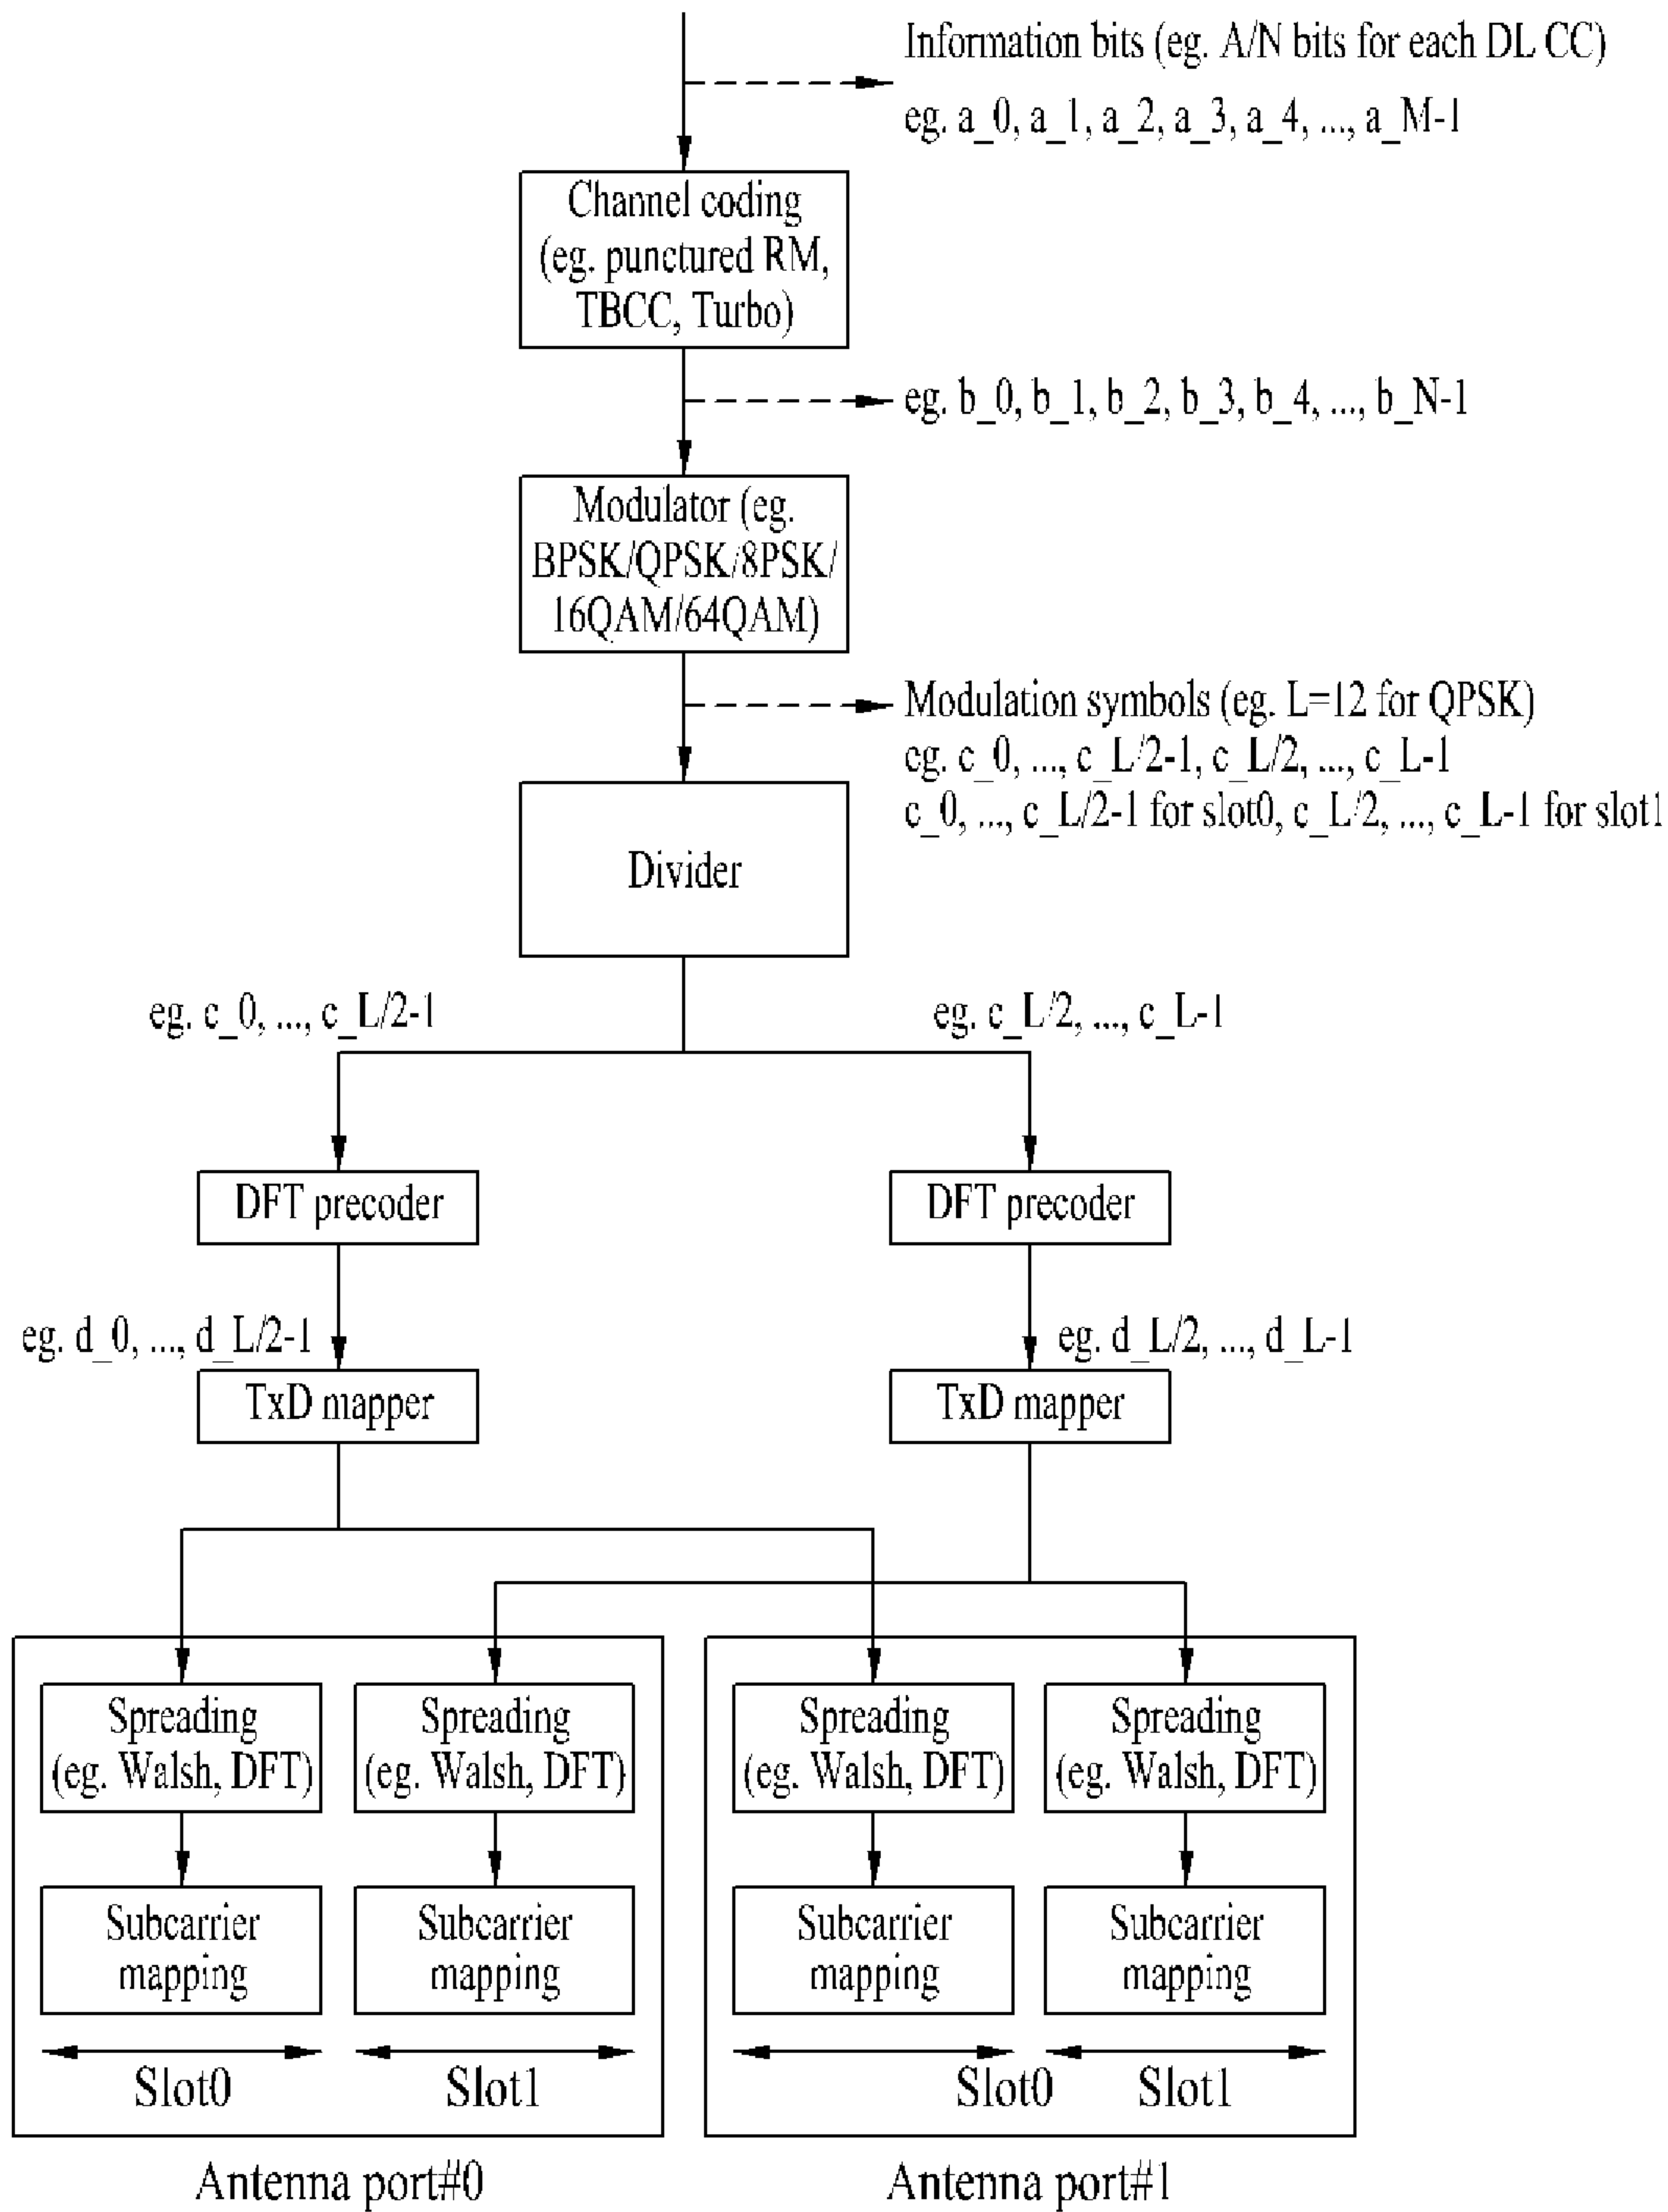 Information bits (eg. A/N bits for each DL CC)
eg. a_0, a_1, a_2, a_3, a_4, ..., a_M-1
Channel coding
(eg. punctured RM,
TBCC, Turbo)
eg. b_0, b_1, b_2, b_3, b_4, ..., b_N-1
Modulator (eg.
BPSK/QPSK/8PSK/
16QAM/64QAM)
Modulation symbols (eg. L=12 for QPSK)
eg. c_0, ..., c_L/2-1, c_L/2, ..., c_L-1
c_0, ..., c_L/2-1 for slot0, c_L/2, ..., c_L-1 for slot1
Divider
eg. c_0, ..., c_L/2-1
eg. c_L/2, ..., c_L-1
DFT precoder
DFT precoder
eg. d_0, ..., d_L/2-1
eg. d_L/2, ..., d_L-1
TxD mapper
TxD mapper
Spreading
(eg. Walsh, DFT)
Spreading
(eg. Walsh, DFT)
Spreading
(eg. Walsh, DFT)
Spreading
(eg. Walsh, DFT)
Subcarrier
mapping
Subcarrier
mapping
Subcarrier
mapping
Subcarrier
mapping
Slot0
Slot1
Slot0
Slot1
Antenna port#0
Antenna port#1